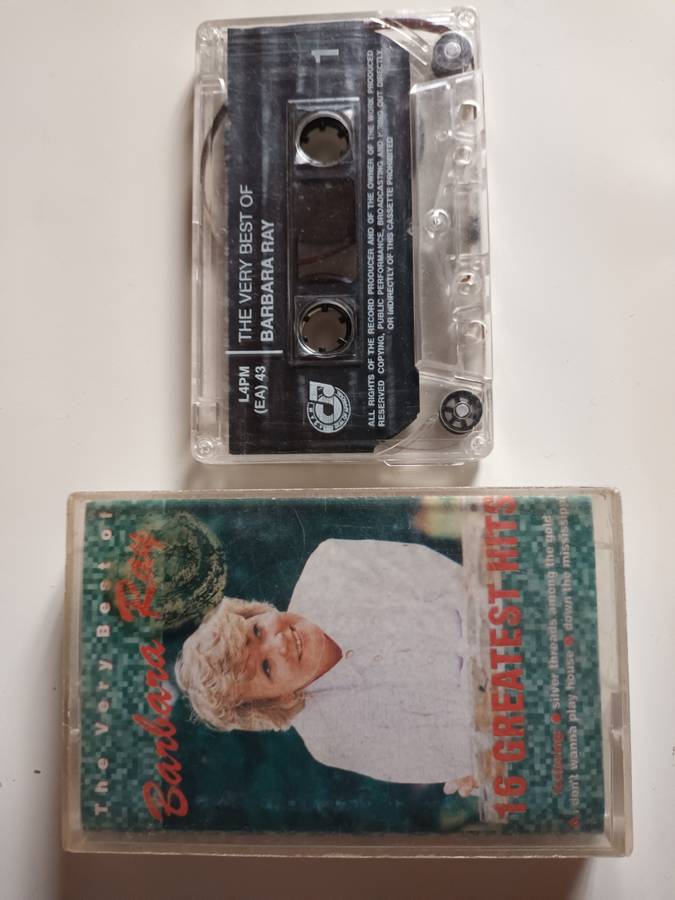 1
L4PM
(EA) 43
THE VERY BEST OF
BARBARA RAY
ALL RIGHTS OF THE RECORD PRODUCER AND OF THE OWNER OF THE WORK PRODUCED
RESERVED COPYING, PUBLIC PERFORMANCE, BROADCASTING AND OUT DIRECTLY
OR INDIRECTLY OF THIS CASSETTE PROHIBITED
The Very Best of
Barbara Ray
16 GREATEST HITS
silver threads among the gold
i don't wanna play house • down the mississippi